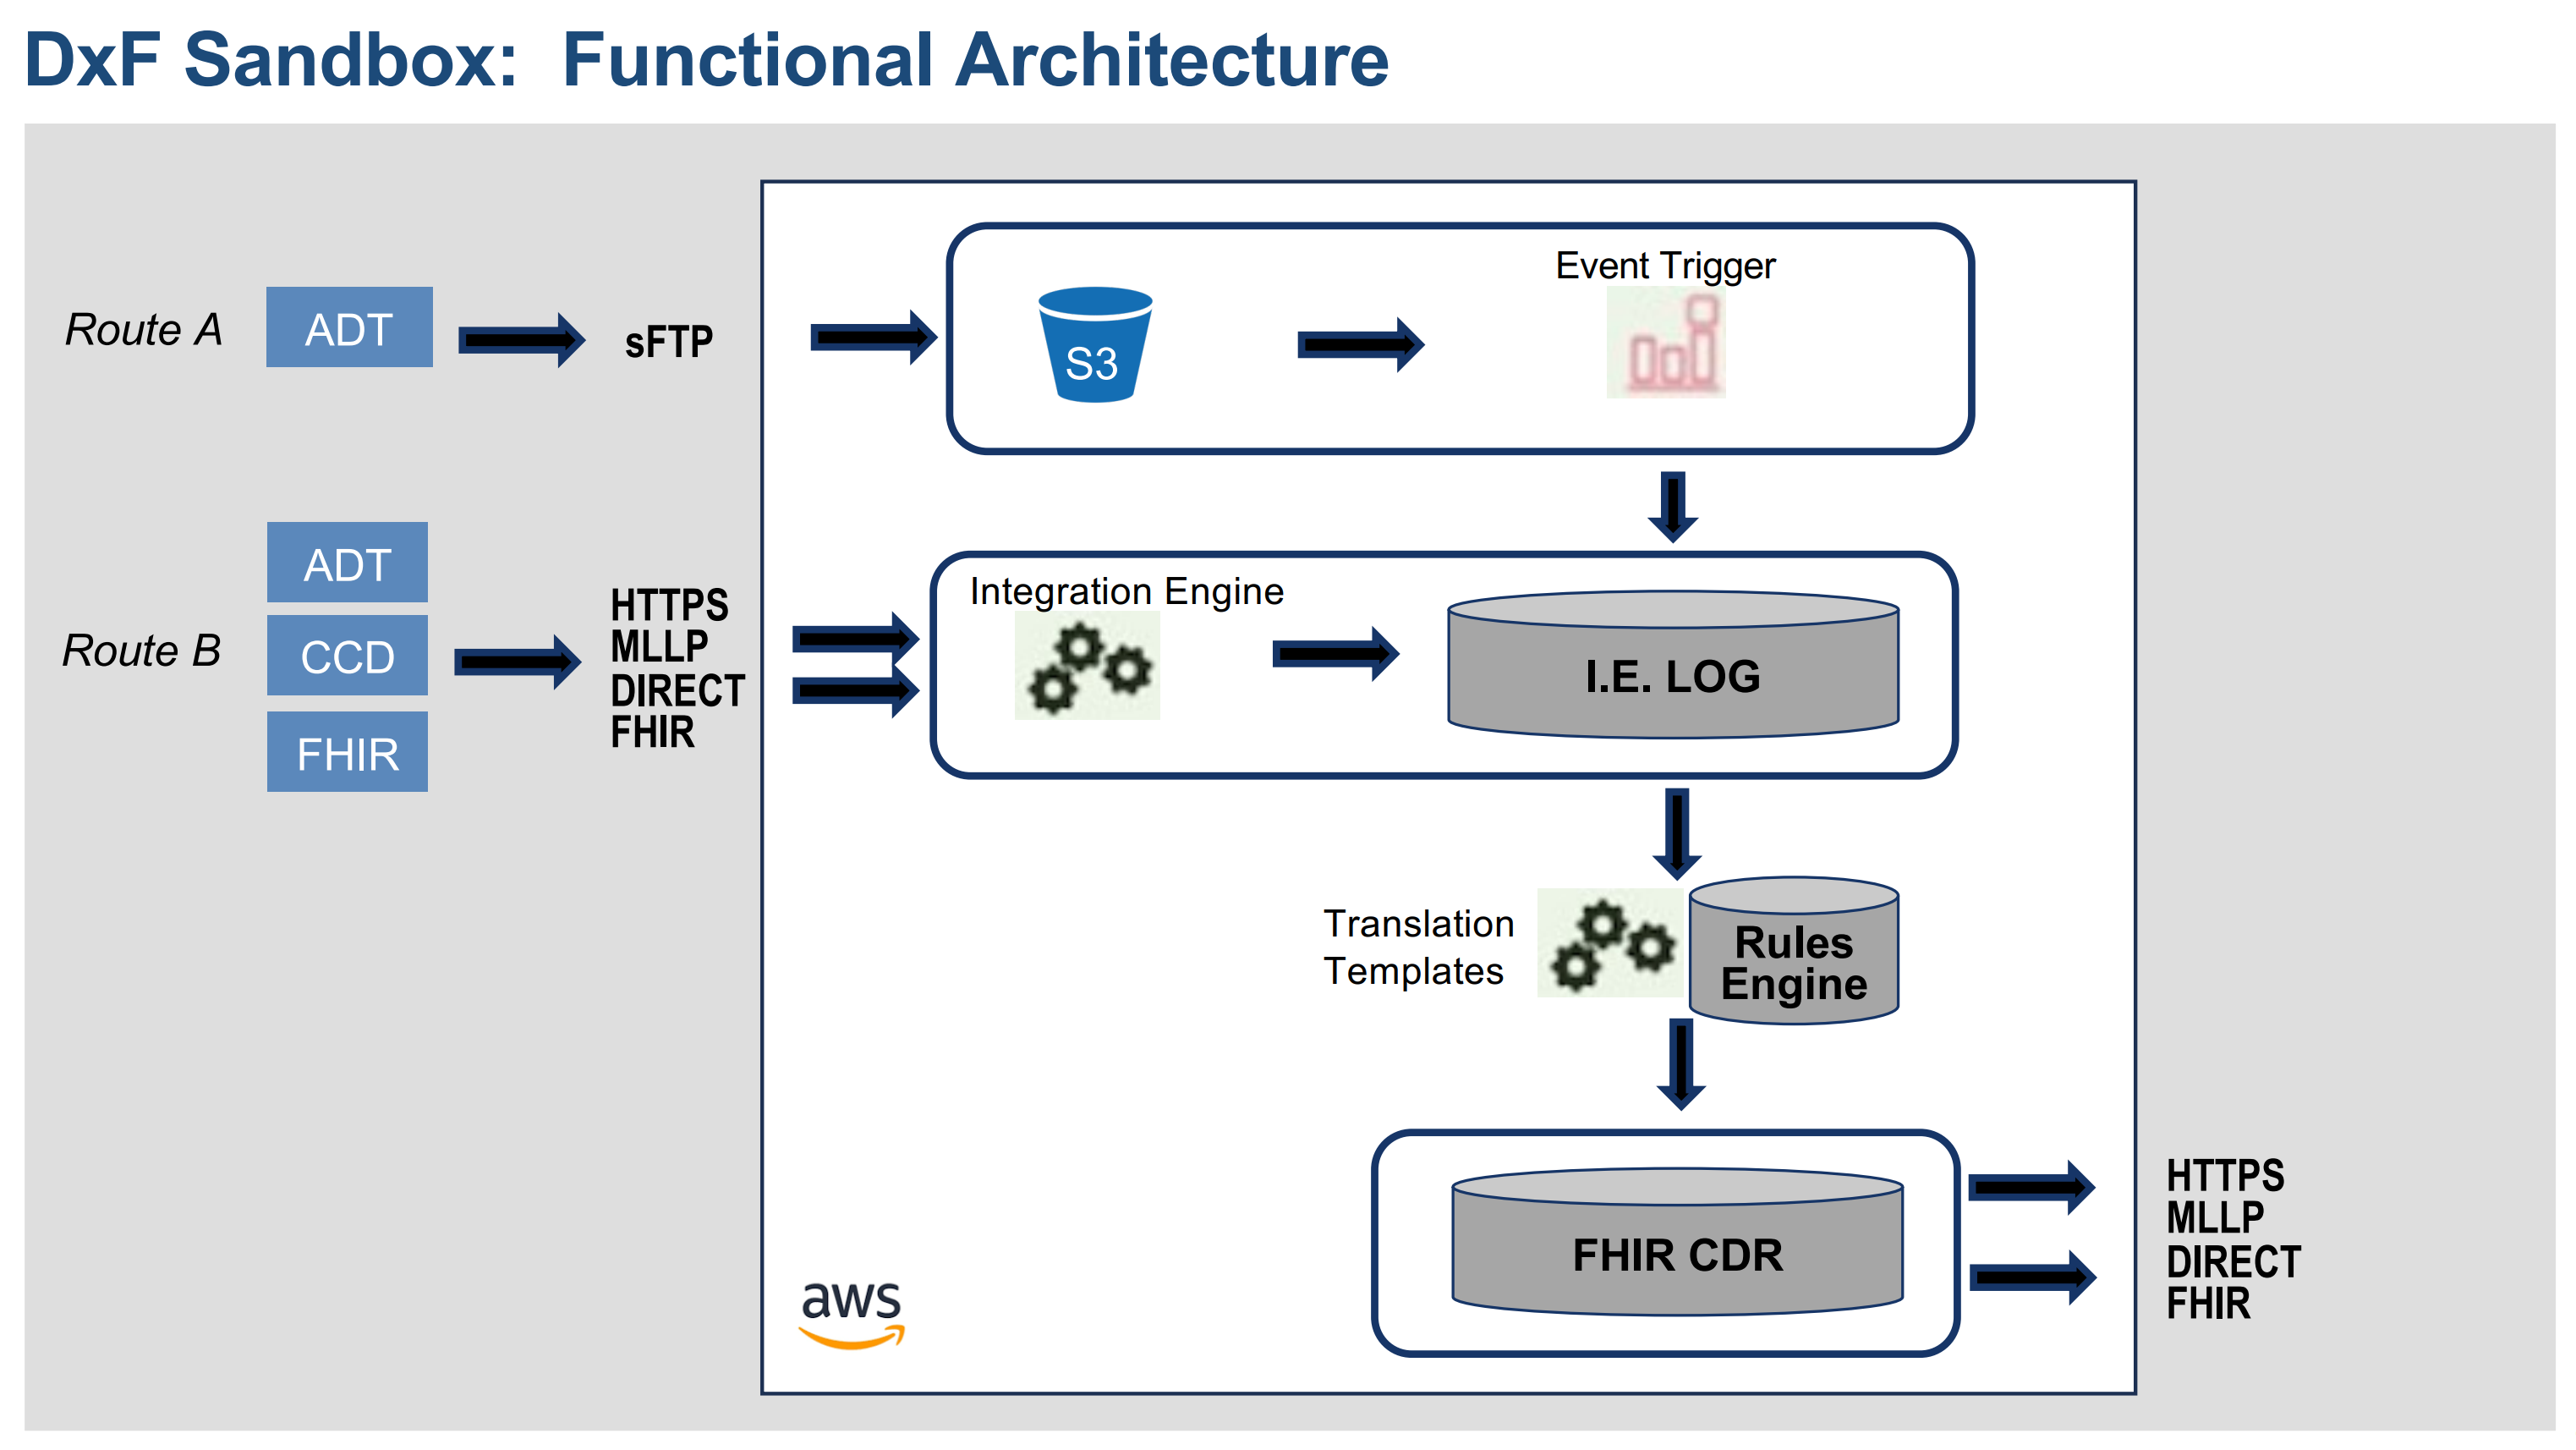 DxF Sandbox: Functional Architecture
Route A
ADT
sFTP
S3
Event Trigger
Route B
ADT
CCD
FHIR
HTTPS
MLLP
DIRECT
FHIR
Integration Engine
I.E. LOG
Translation
Templates
Rules
Engine
FHIR CDR
HTTPS
MLLP
DIRECT
FHIR
aws